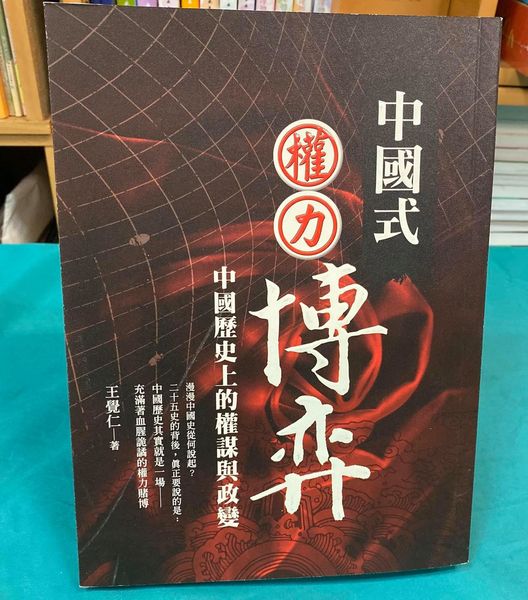 中國式
權力
博弈
中國歷史上的權謀與政變
漫漫中國史從何說起？
二十五史的背後，真正要說的是：
中國歷史其實就是一場——
充滿著血腥詭譎的權力賭博
王覺仁—著